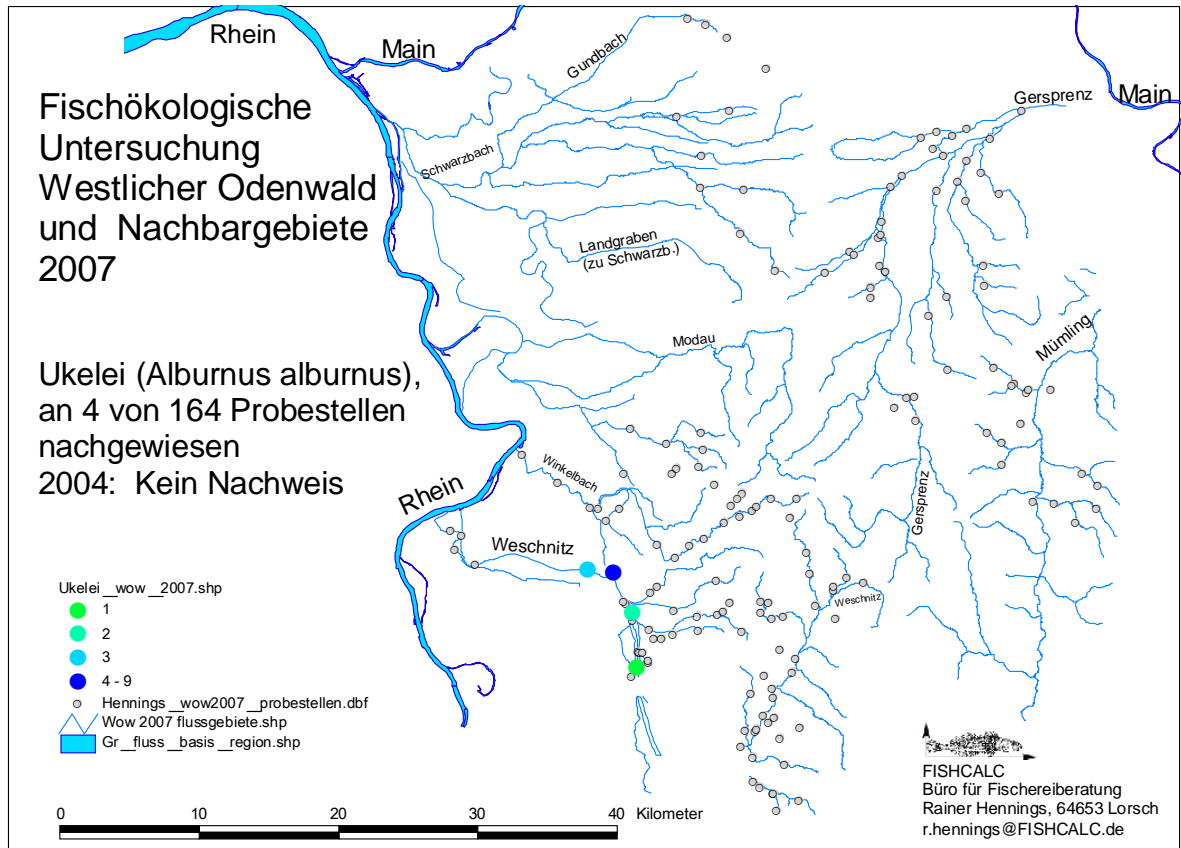 Rhein
Main
Gundbach
Gersprenz
Main
Fischökologische
Untersuchung
Westlicher Odenwald
und Nachbargebiete
2007
Schwarzbach
Landgraben
(zu Schwarzb.)
Modau
Mümling
Ukelei (Alburnus alburnus),
an 4 von 164 Probestellen
nachgewiesen
2004: Kein Nachweis
Winkelbach
Rhein
Gersprenz
Weschnitz
Weschnitz
Ukelei__wow__2007.shp
1
2
3
4 - 9
Hennings__wow2007__probestellen.dbf
Wow 2007 flussgebiete.shp
Gr__fluss__basis__region.shp
0 10 20 30 40 Kilometer
FISHCALC
Büro für Fischereiberatung
Rainer Hennings, 64653 Lorsch
r.hennings@FISHCALC.de